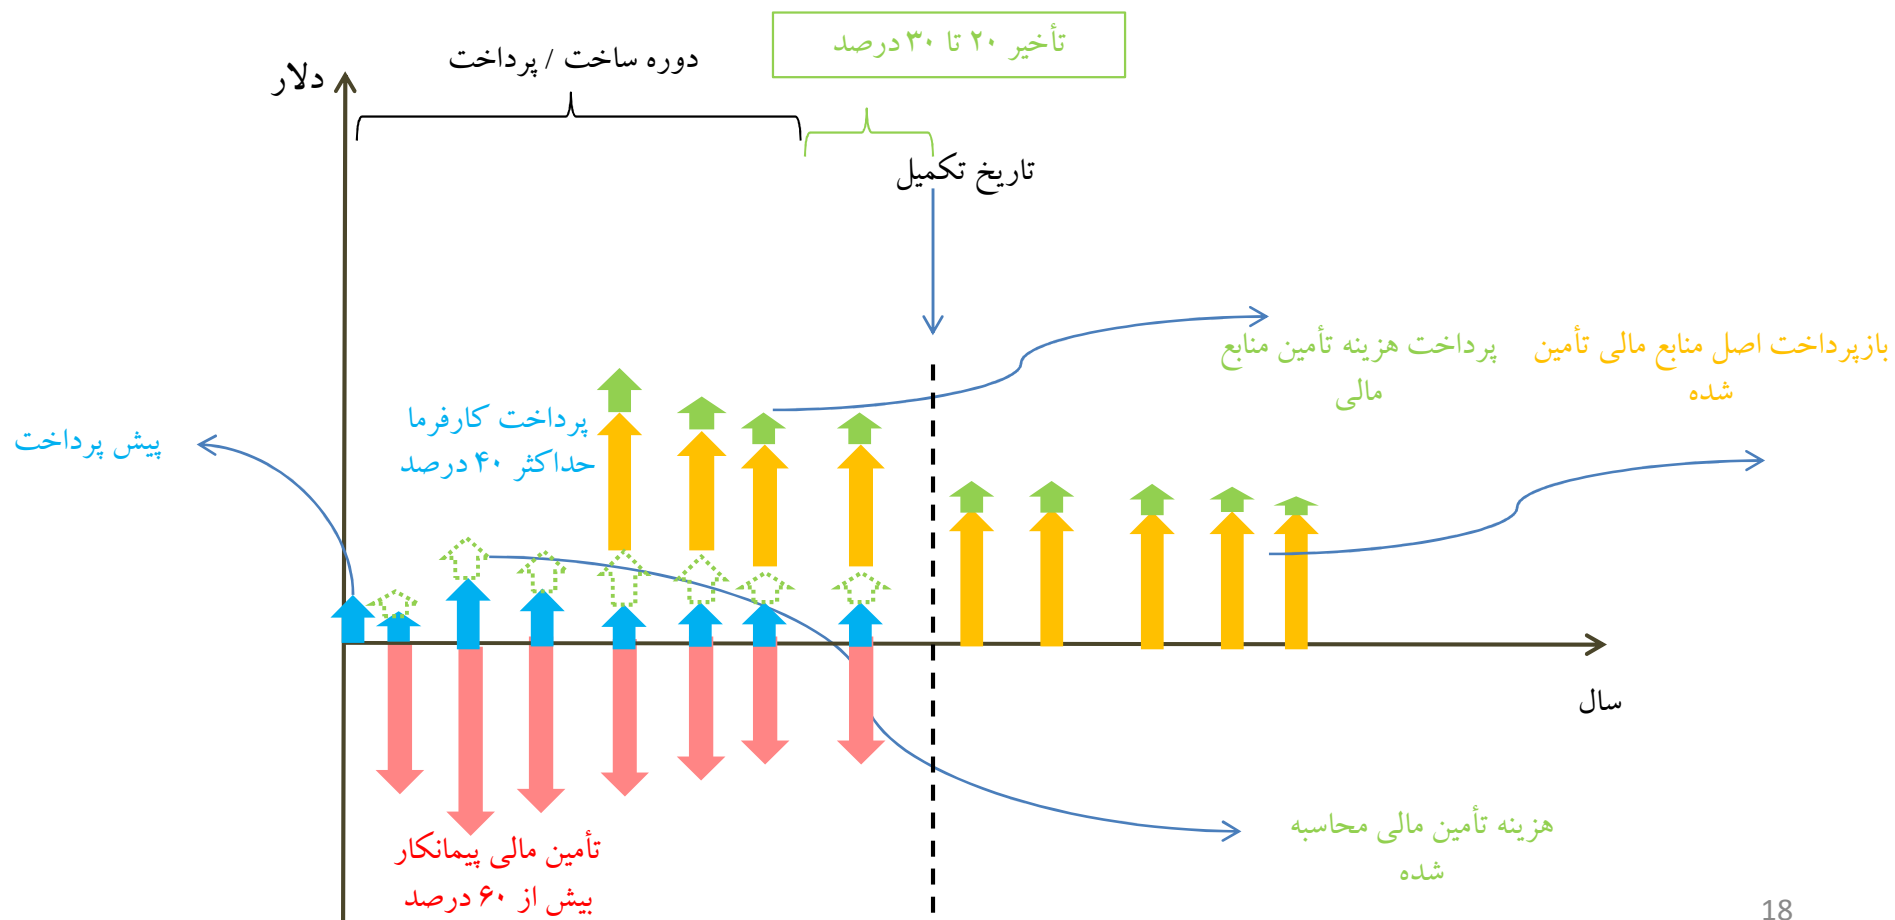 تأخیر ۲۰ تا ۳۰ درصد
دوره ساخت / پرداخت
دلار
تاریخ تکمیل
بازپرداخت اصل منابع مالی تأمین
شده
پرداخت هزینه تأمین منابع
مالی
پرداخت کارفرما
حداکثر ۴۰ درصد
پیش پرداخت
سال
هزینه تأمین مالی محاسبه
شده
تأمین مالی پیمانکار
بیش از ۶۰ درصد
18